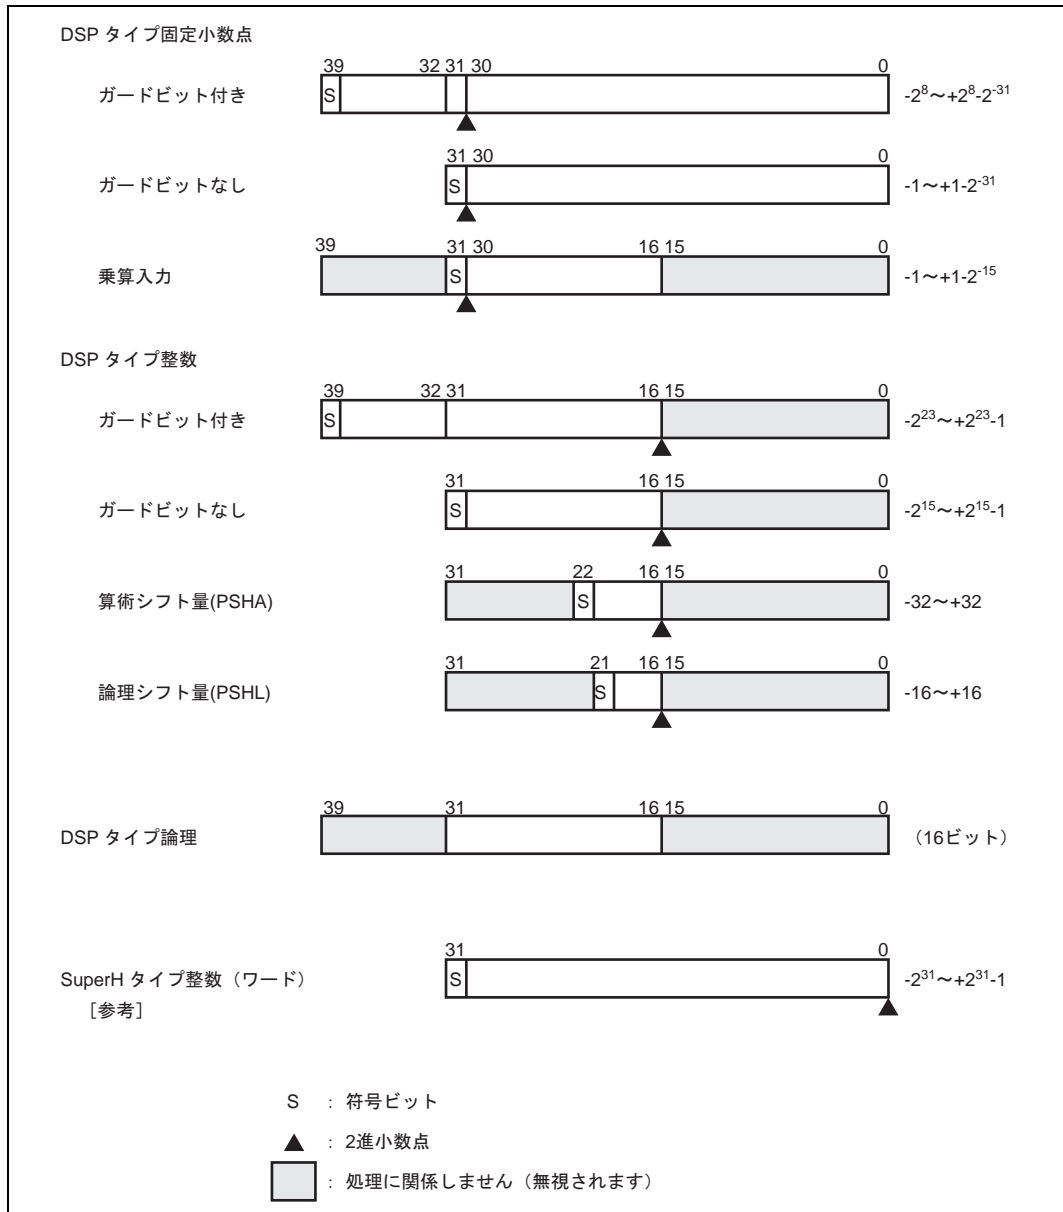 DSP タイプ固定小数点
39 32 31 30 0
ガードビット付き S -2⁸～+2⁸-2⁻³¹
31 30 0
ガードビットなし S -1～+1-2⁻³¹
39 31 30 16 15 0
乗算入力 S -1～+1-2⁻¹⁵
DSP タイプ整数
39 32 31 16 15 0
ガードビット付き S -2²³～+2²³-1
31 16 15 0
ガードビットなし S -2¹⁵～+2¹⁵-1
31 22 16 15 0
算術シフト量(PSHA) S -32～+32
31 21 16 15 0
論理シフト量(PSHL) S -16～+16
39 31 16 15 0
DSP タイプ論理 （16ビット）
31 0
SuperH タイプ整数（ワード） S -2³¹～+2³¹-1
［参考］
S : 符号ビット
▲ : 2進小数点
: 処理に関係しません（無視されます）